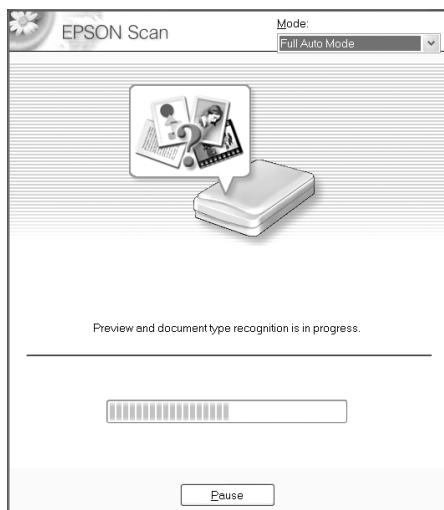 EPSON Scan
Mode:
Full Auto Mode
?
Preview and document type recognition is in progress.
Pause